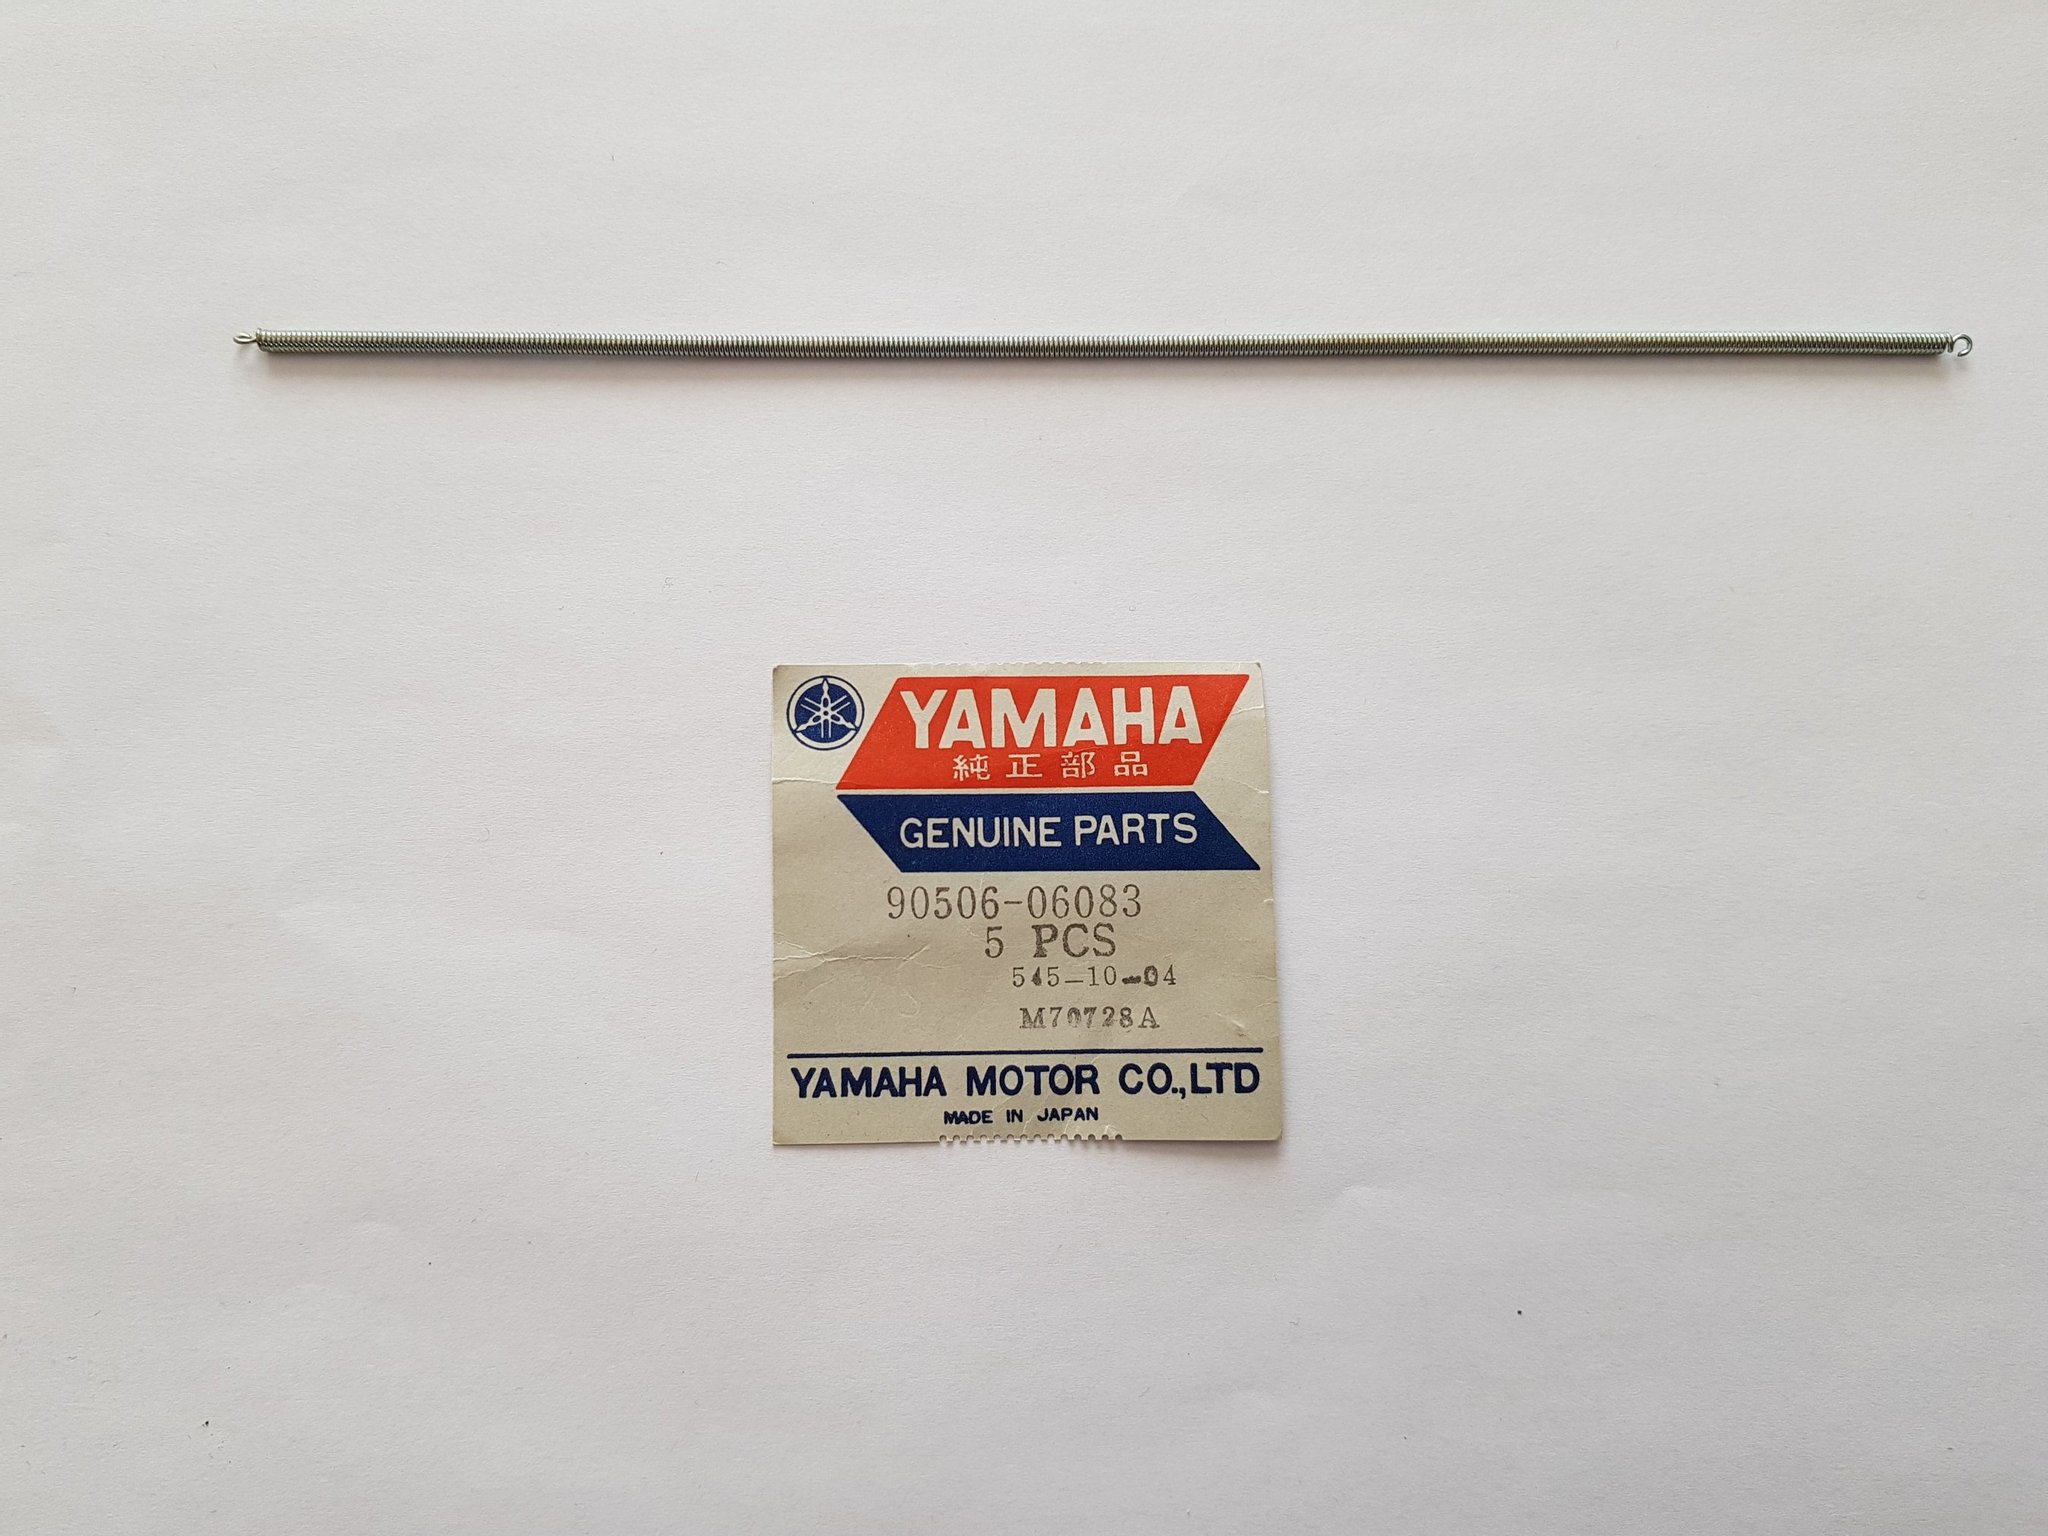 YAMAHA
純正部品
GENUINE PARTS
90506-06083
5 PCS
545-10-04
M70728A
YAMAHA MOTOR CO.,LTD
MADE IN JAPAN